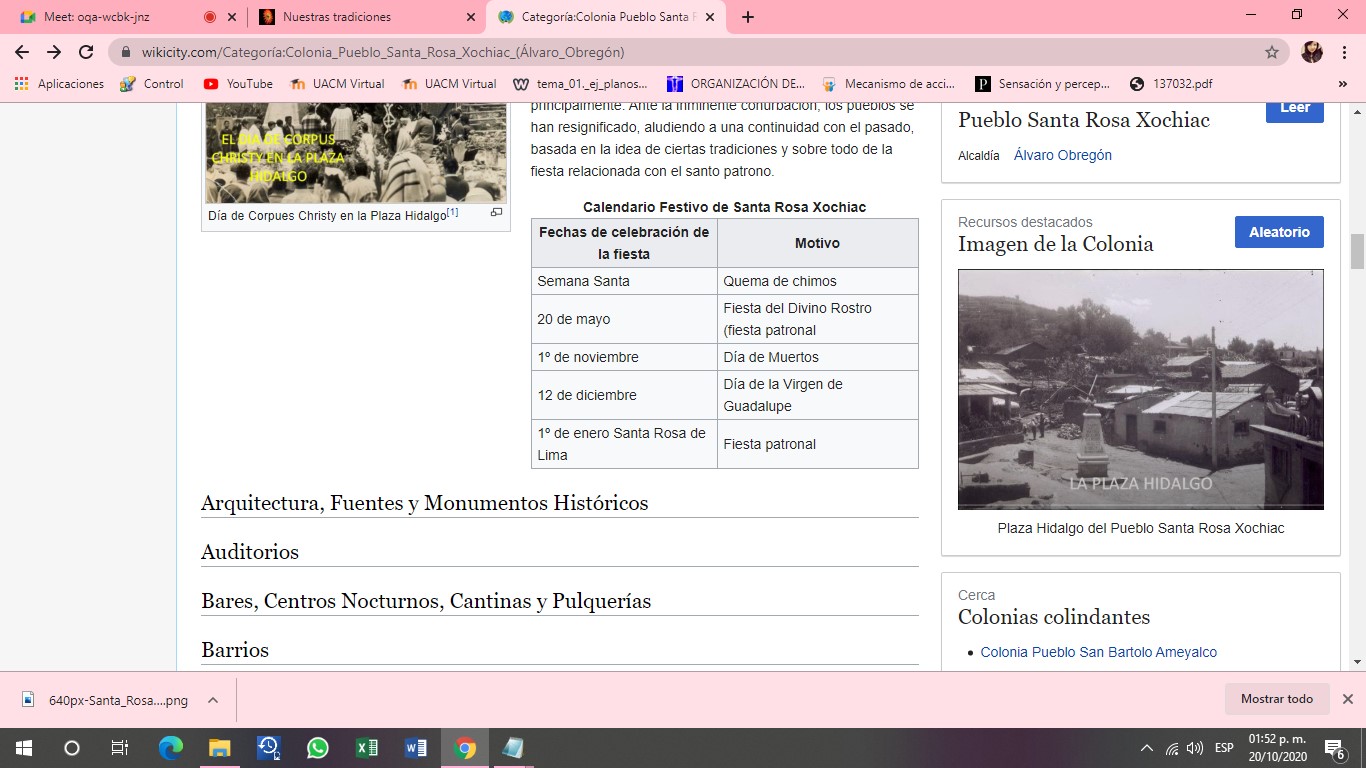 Meet: oqa-wcbk-jnz
Nuestras tradiciones
Categoría:Colonia Pueblo Santa R
wikicity.com/Categoría:Colonia_Pueblo_Santa_Rosa_Xochiac_(Álvaro_Obregón)
Aplicaciones
Control
YouTube
UACM Virtual
UACM Virtual
tema_01._ej_planos...
ORGANIZACIÓN DE...
Mecanismo de acci...
Sensación y percep...
137032.pdf
»
EL DIA DE CORPUS
CHRISTY EN LA PLAZA
HIDALGO
Día de Corpues Christy en la Plaza Hidalgo[1]
principalmente. Ante la inminente conurbación, los pueblos se
han resignificado, aludiendo a una continuidad con el pasado,
basada en la idea de ciertas tradiciones y sobre todo de la
fiesta relacionada con el santo patrono.
Calendario Festivo de Santa Rosa Xochiac
Fechas de celebración de
la fiesta
Motivo
Semana Santa
Quema de chimos
20 de mayo
Fiesta del Divino Rostro
(fiesta patronal
1º de noviembre
Día de Muertos
12 de diciembre
Día de la Virgen de
Guadalupe
1º de enero Santa Rosa de
Lima
Fiesta patronal
Arquitectura, Fuentes y Monumentos Históricos
Auditorios
Bares, Centros Nocturnos, Cantinas y Pulquerías
Barrios
Leer
Pueblo Santa Rosa Xochiac
Alcaldía Álvaro Obregón
Recursos destacados
Imagen de la Colonia
Aleatorio
LA PLAZA HIDALGO
Plaza Hidalgo del Pueblo Santa Rosa Xochiac
Cerca
Colonias colindantes
• Colonia Pueblo San Bartolo Ameyalco
640px-Santa_Rosa....png
Mostrar todo
ESP
01:52 p. m.
20/10/2020
6